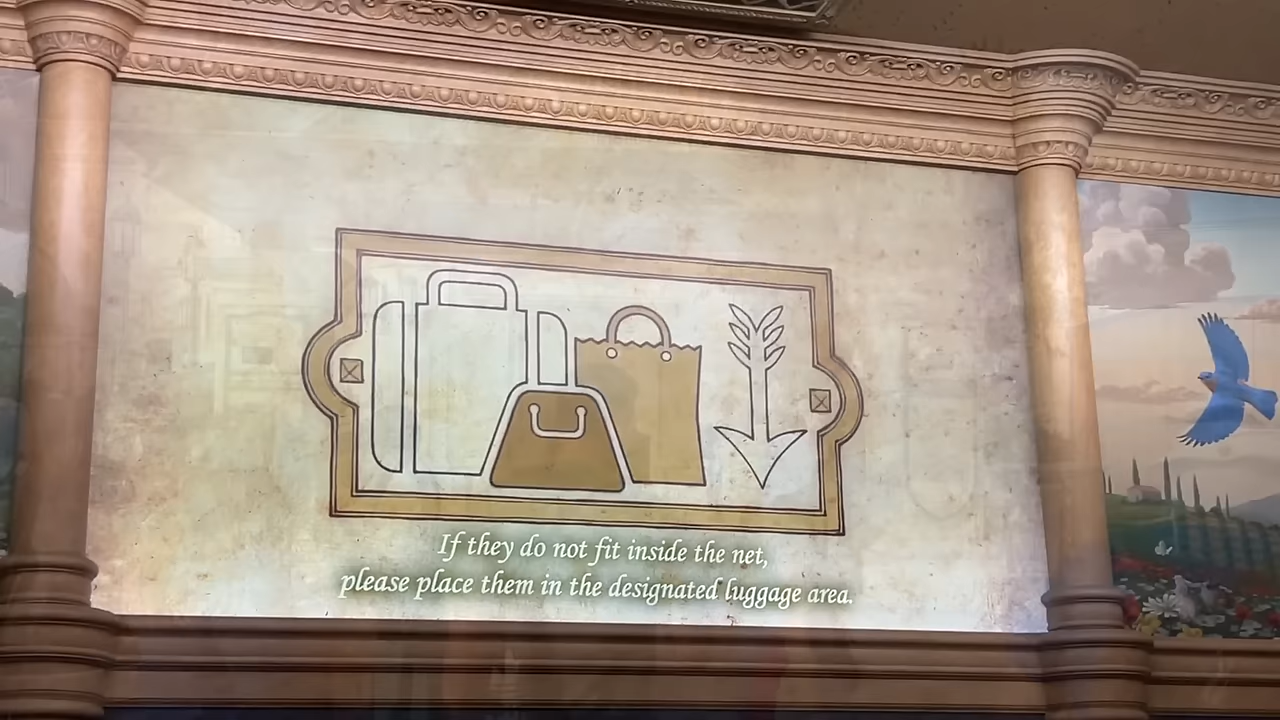 If they do not fit inside the net,
please place them in the designated luggage area.